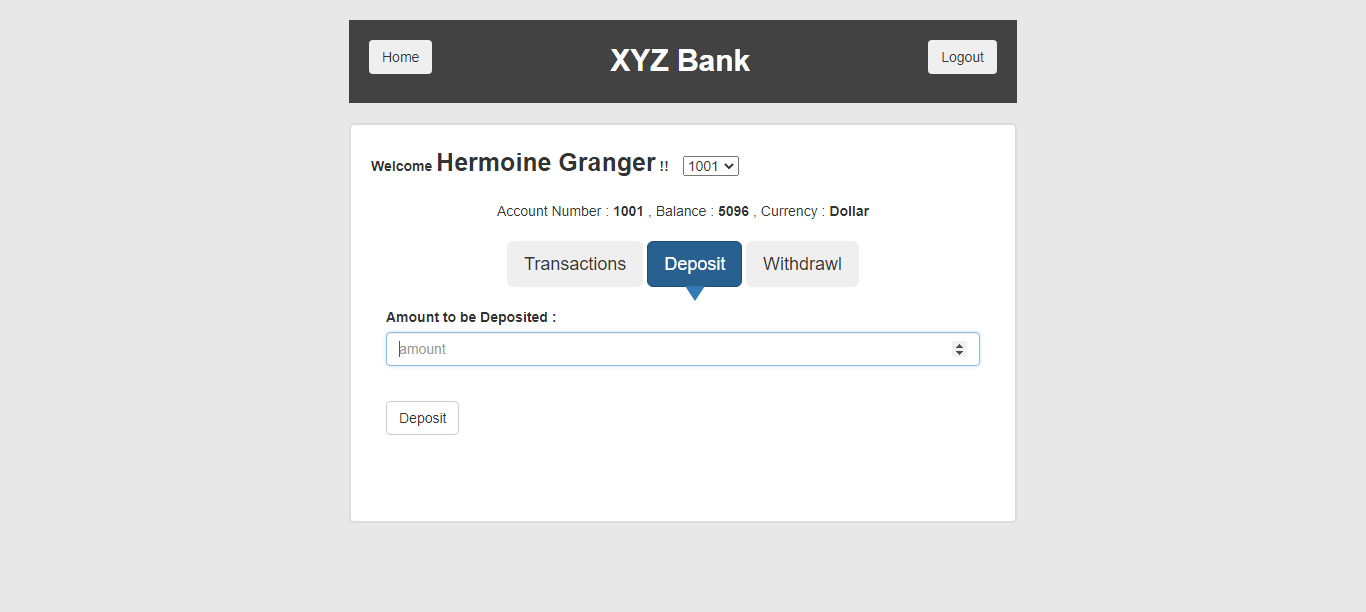 Home XYZ Bank Logout
Welcome Hermoine Granger !! 1001
Account Number : 1001 , Balance : 5096 , Currency : Dollar
Transactions Deposit Withdrawl
Amount to be Deposited :
amount
Deposit